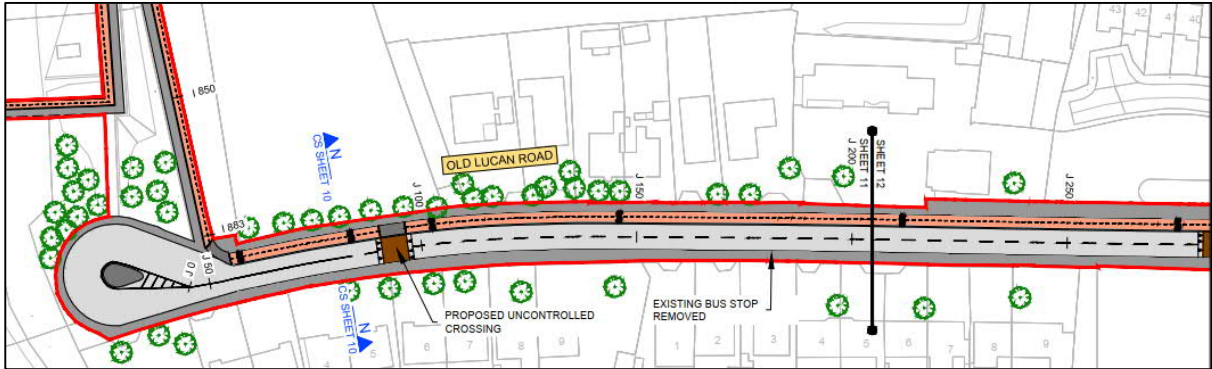 43
42
41
40
850
N
CS SHEET 10
OLD LUCAN ROAD
J 100
J 150
SHEET 12
SHEET 11
J 200
J 250
883
J 0
J 50
N
CS SHEET 10
PROPOSED UNCONTROLLED
CROSSING
EXISTING BUS STOP
REMOVED
4
5
6
7
8
9
1
2
3
4
5
6
7
8
9